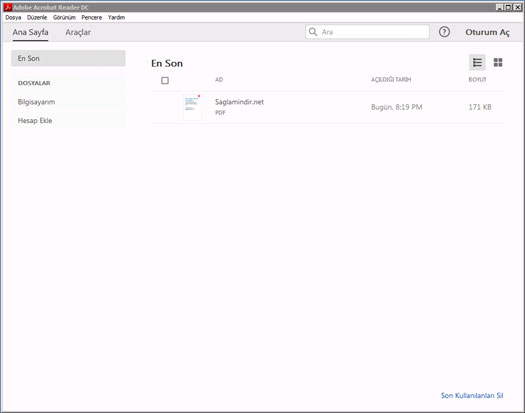 Adobe Acrobat Reader DC
Dosya Düzenle Görünüm Pencere Yardım
Ana Sayfa Araçlar Ara ? Oturum Aç
En Son
DOSYALAR
Bilgisayarım
Hesap Ekle
En Son
AD AÇILDIĞI TARİH BOYUT
Saglamindir.net
PDF
Bugün, 8:19 PM 171 KB
Son Kullanılanları Sil